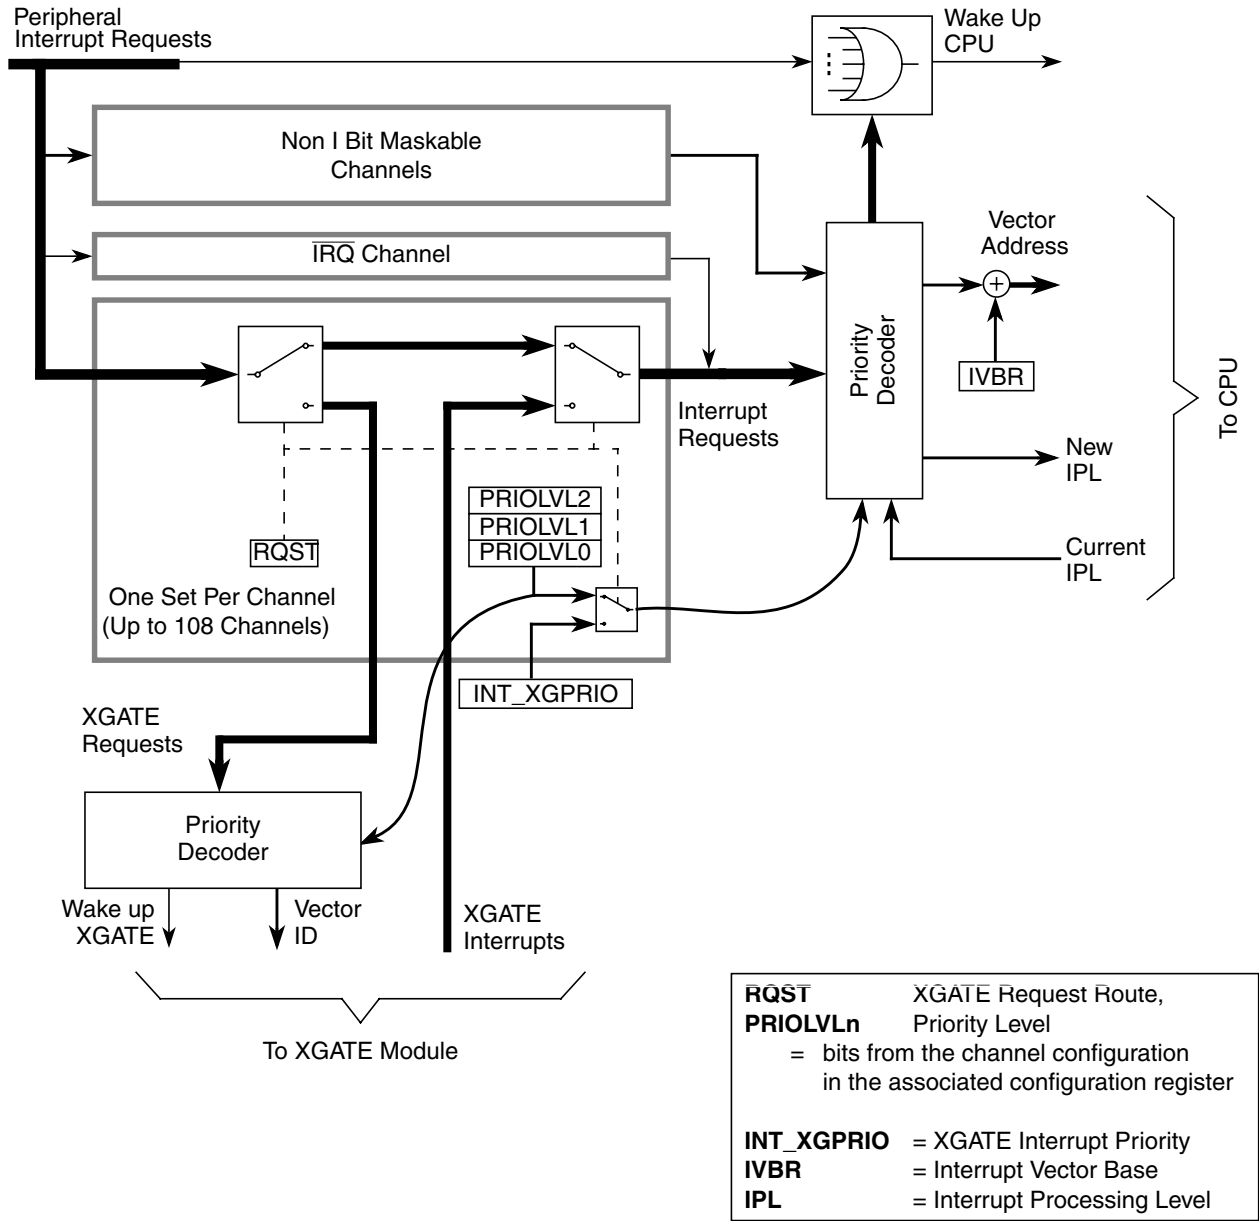 Peripheral
Interrupt Requests
Wake Up
CPU
Non I Bit Maskable
Channels
IRQ Channel
Vector
Address
Priority
Decoder
IVBR
To CPU
Interrupt
Requests
New
IPL
PRIOLVL2
PRIOLVL1
PRIOLVL0
RQST
Current
IPL
One Set Per Channel
(Up to 108 Channels)
INT_XGPRIO
XGATE
Requests
Priority
Decoder
Wake up
XGATE
Vector
ID
XGATE
Interrupts
To XGATE Module
RQST XGATE Request Route,
PRIOLVLn Priority Level
= bits from the channel configuration
in the associated configuration register
INT_XGPRIO = XGATE Interrupt Priority
IVBR = Interrupt Vector Base
IPL = Interrupt Processing Level